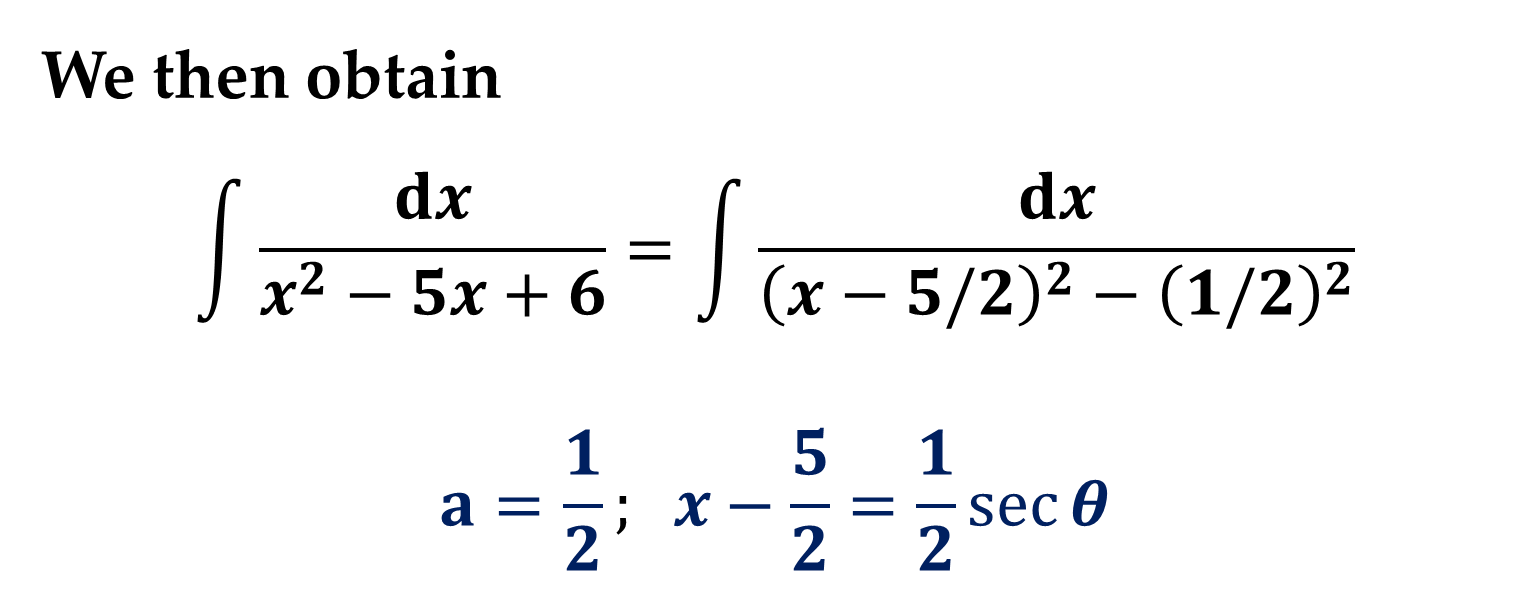 We then obtain
∫ dx / (x² − 5x + 6) = ∫ dx / ((x − 5/2)² − (1/2)²)
a = 1/2 ; x − 5/2 = 1/2 sec θ